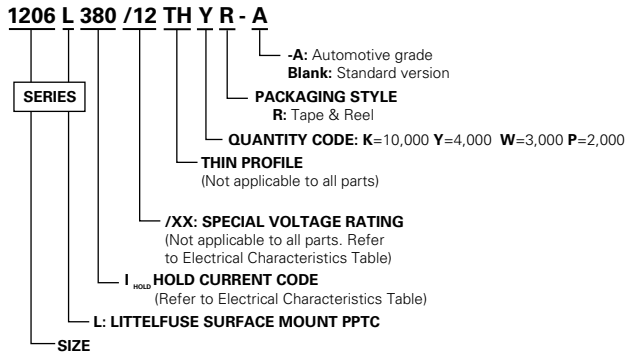 1206 L 380 /12 TH Y R - A
-A: Automotive grade
Blank: Standard version
SERIES
PACKAGING STYLE
R: Tape & Reel
QUANTITY CODE: K=10,000 Y=4,000 W=3,000 P=2,000
THIN PROFILE
(Not applicable to all parts)
/XX: SPECIAL VOLTAGE RATING
(Not applicable to all parts. Refer
to Electrical Characteristics Table)
I HOLD HOLD CURRENT CODE
(Refer to Electrical Characteristics Table)
L: LITTELFUSE SURFACE MOUNT PPTC
SIZE